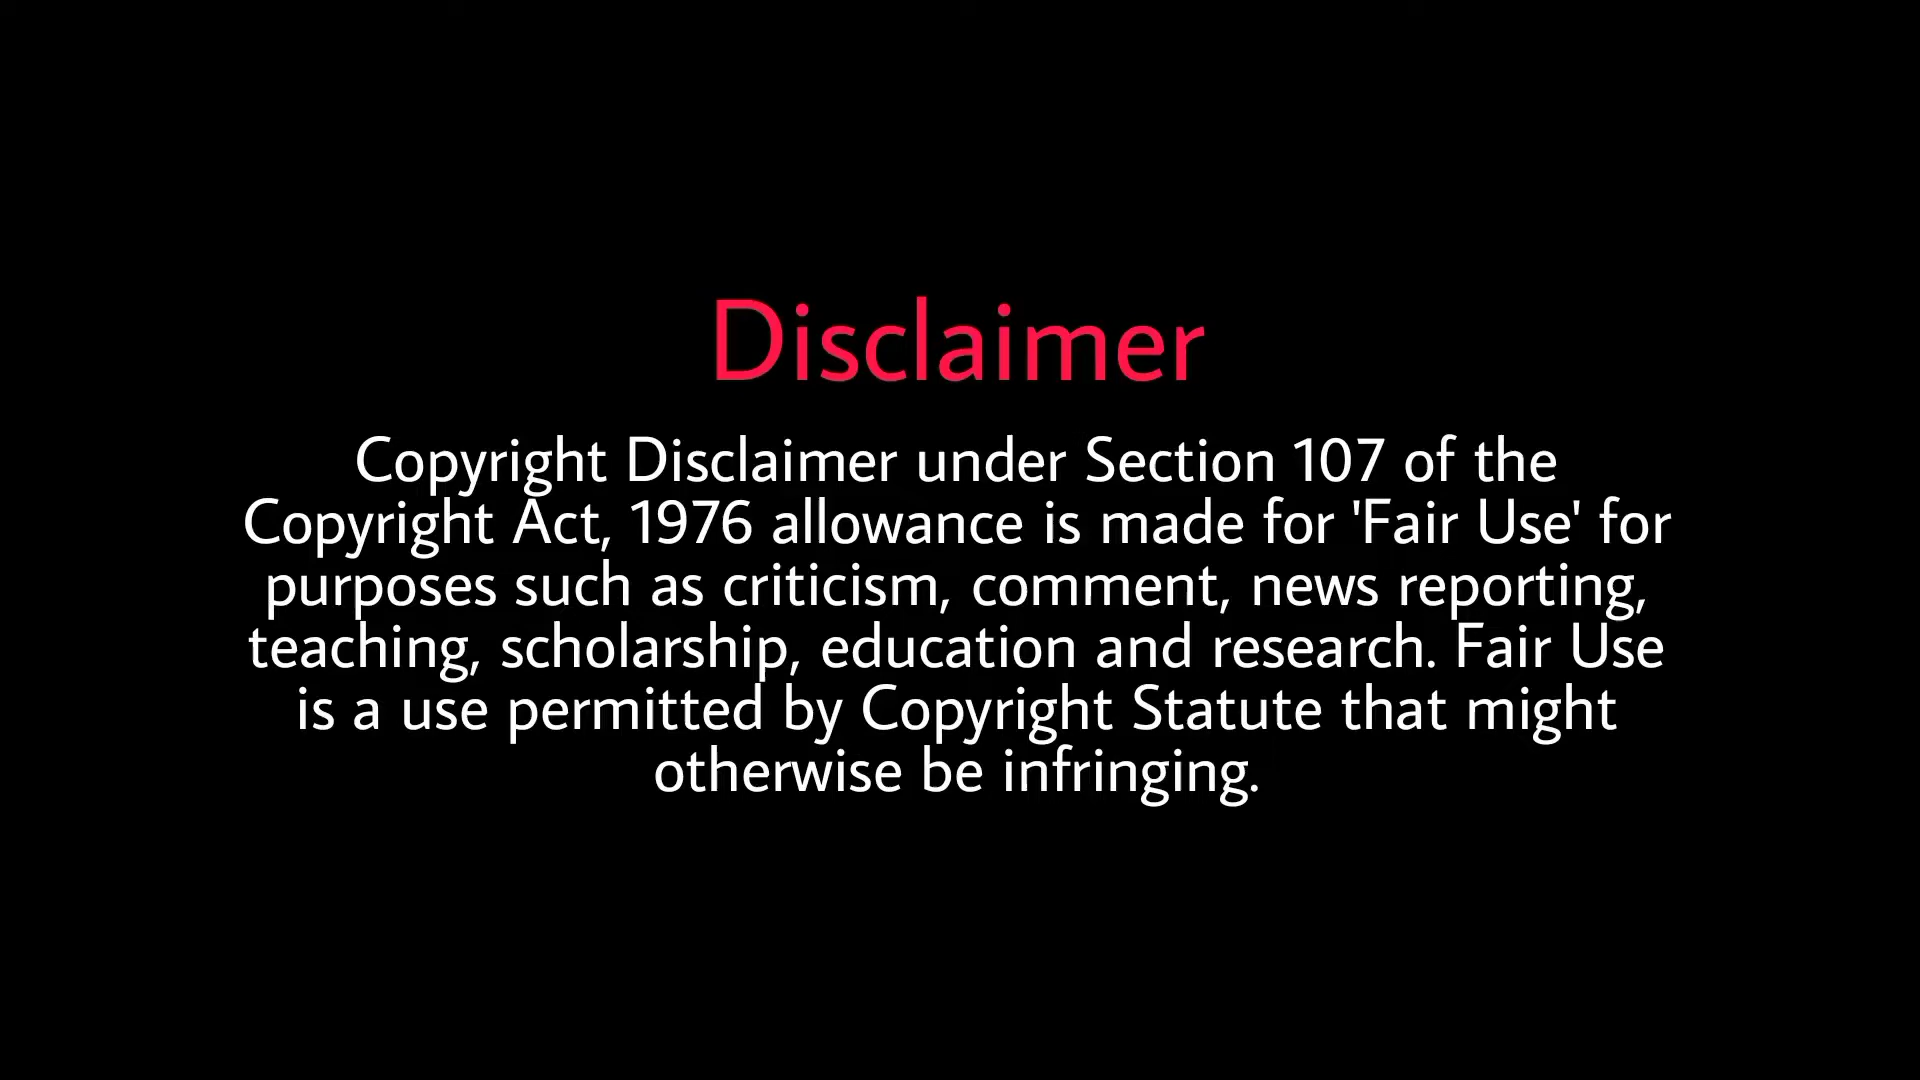 Disclaimer
Copyright Disclaimer under Section 107 of the
Copyright Act, 1976 allowance is made for 'Fair Use' for
purposes such as criticism, comment, news reporting,
teaching, scholarship, education and research. Fair Use
is a use permitted by Copyright Statute that might
otherwise be infringing.